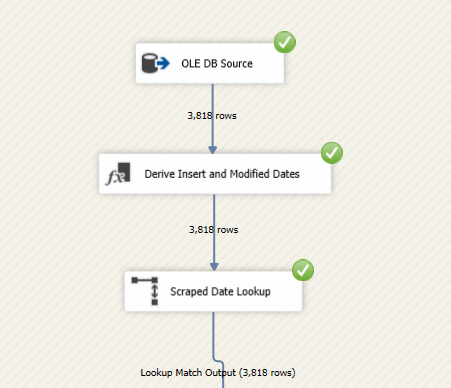 OLE DB Source
3,818 rows
Derive Insert and Modified Dates
3,818 rows
Scraped Date Lookup
Lookup Match Output (3,818 rows)